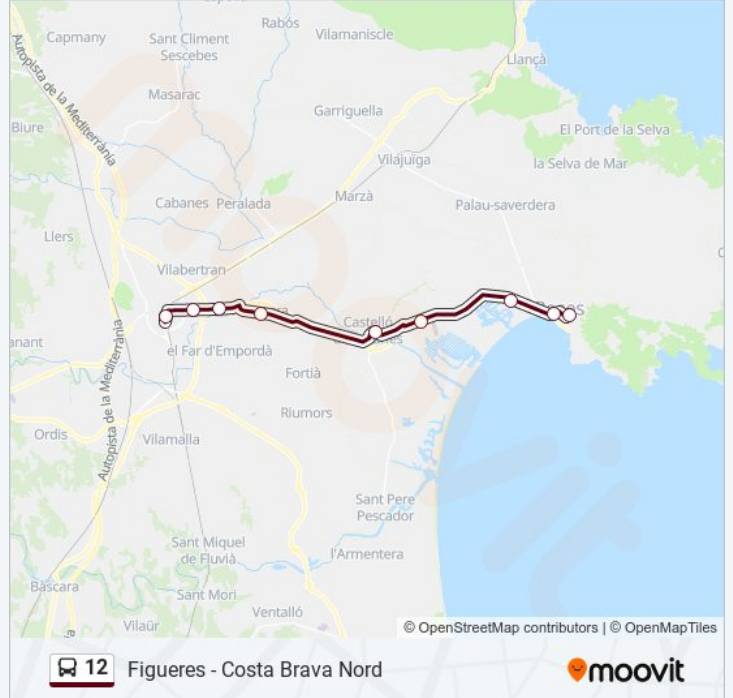 Capmany
Sant Climent
Sescebes
Rabós
Vilamaniscle
Llançà
Autopista de la Mediterrània
Masarac
Biure
Garriguella
El Port de la Selva
Vilajuïga
la Selva de Mar
Cabanes
Peralada
Marzà
Palau-saverdera
Llers
Vilabertran
Castelló
anant
el Far d'Empordà
Fortià
Autopista de la Mediterrània
Riumors
Ordis
Vilamalla
Sant Pere
Pescador
Sant Miquel
de Fluvià
l'Armentera
Bàscara
Sant Mori
Ventalló
Vilaür
© OpenStreetMap contributors | © OpenMapTiles
12
Figueres - Costa Brava Nord
moovit